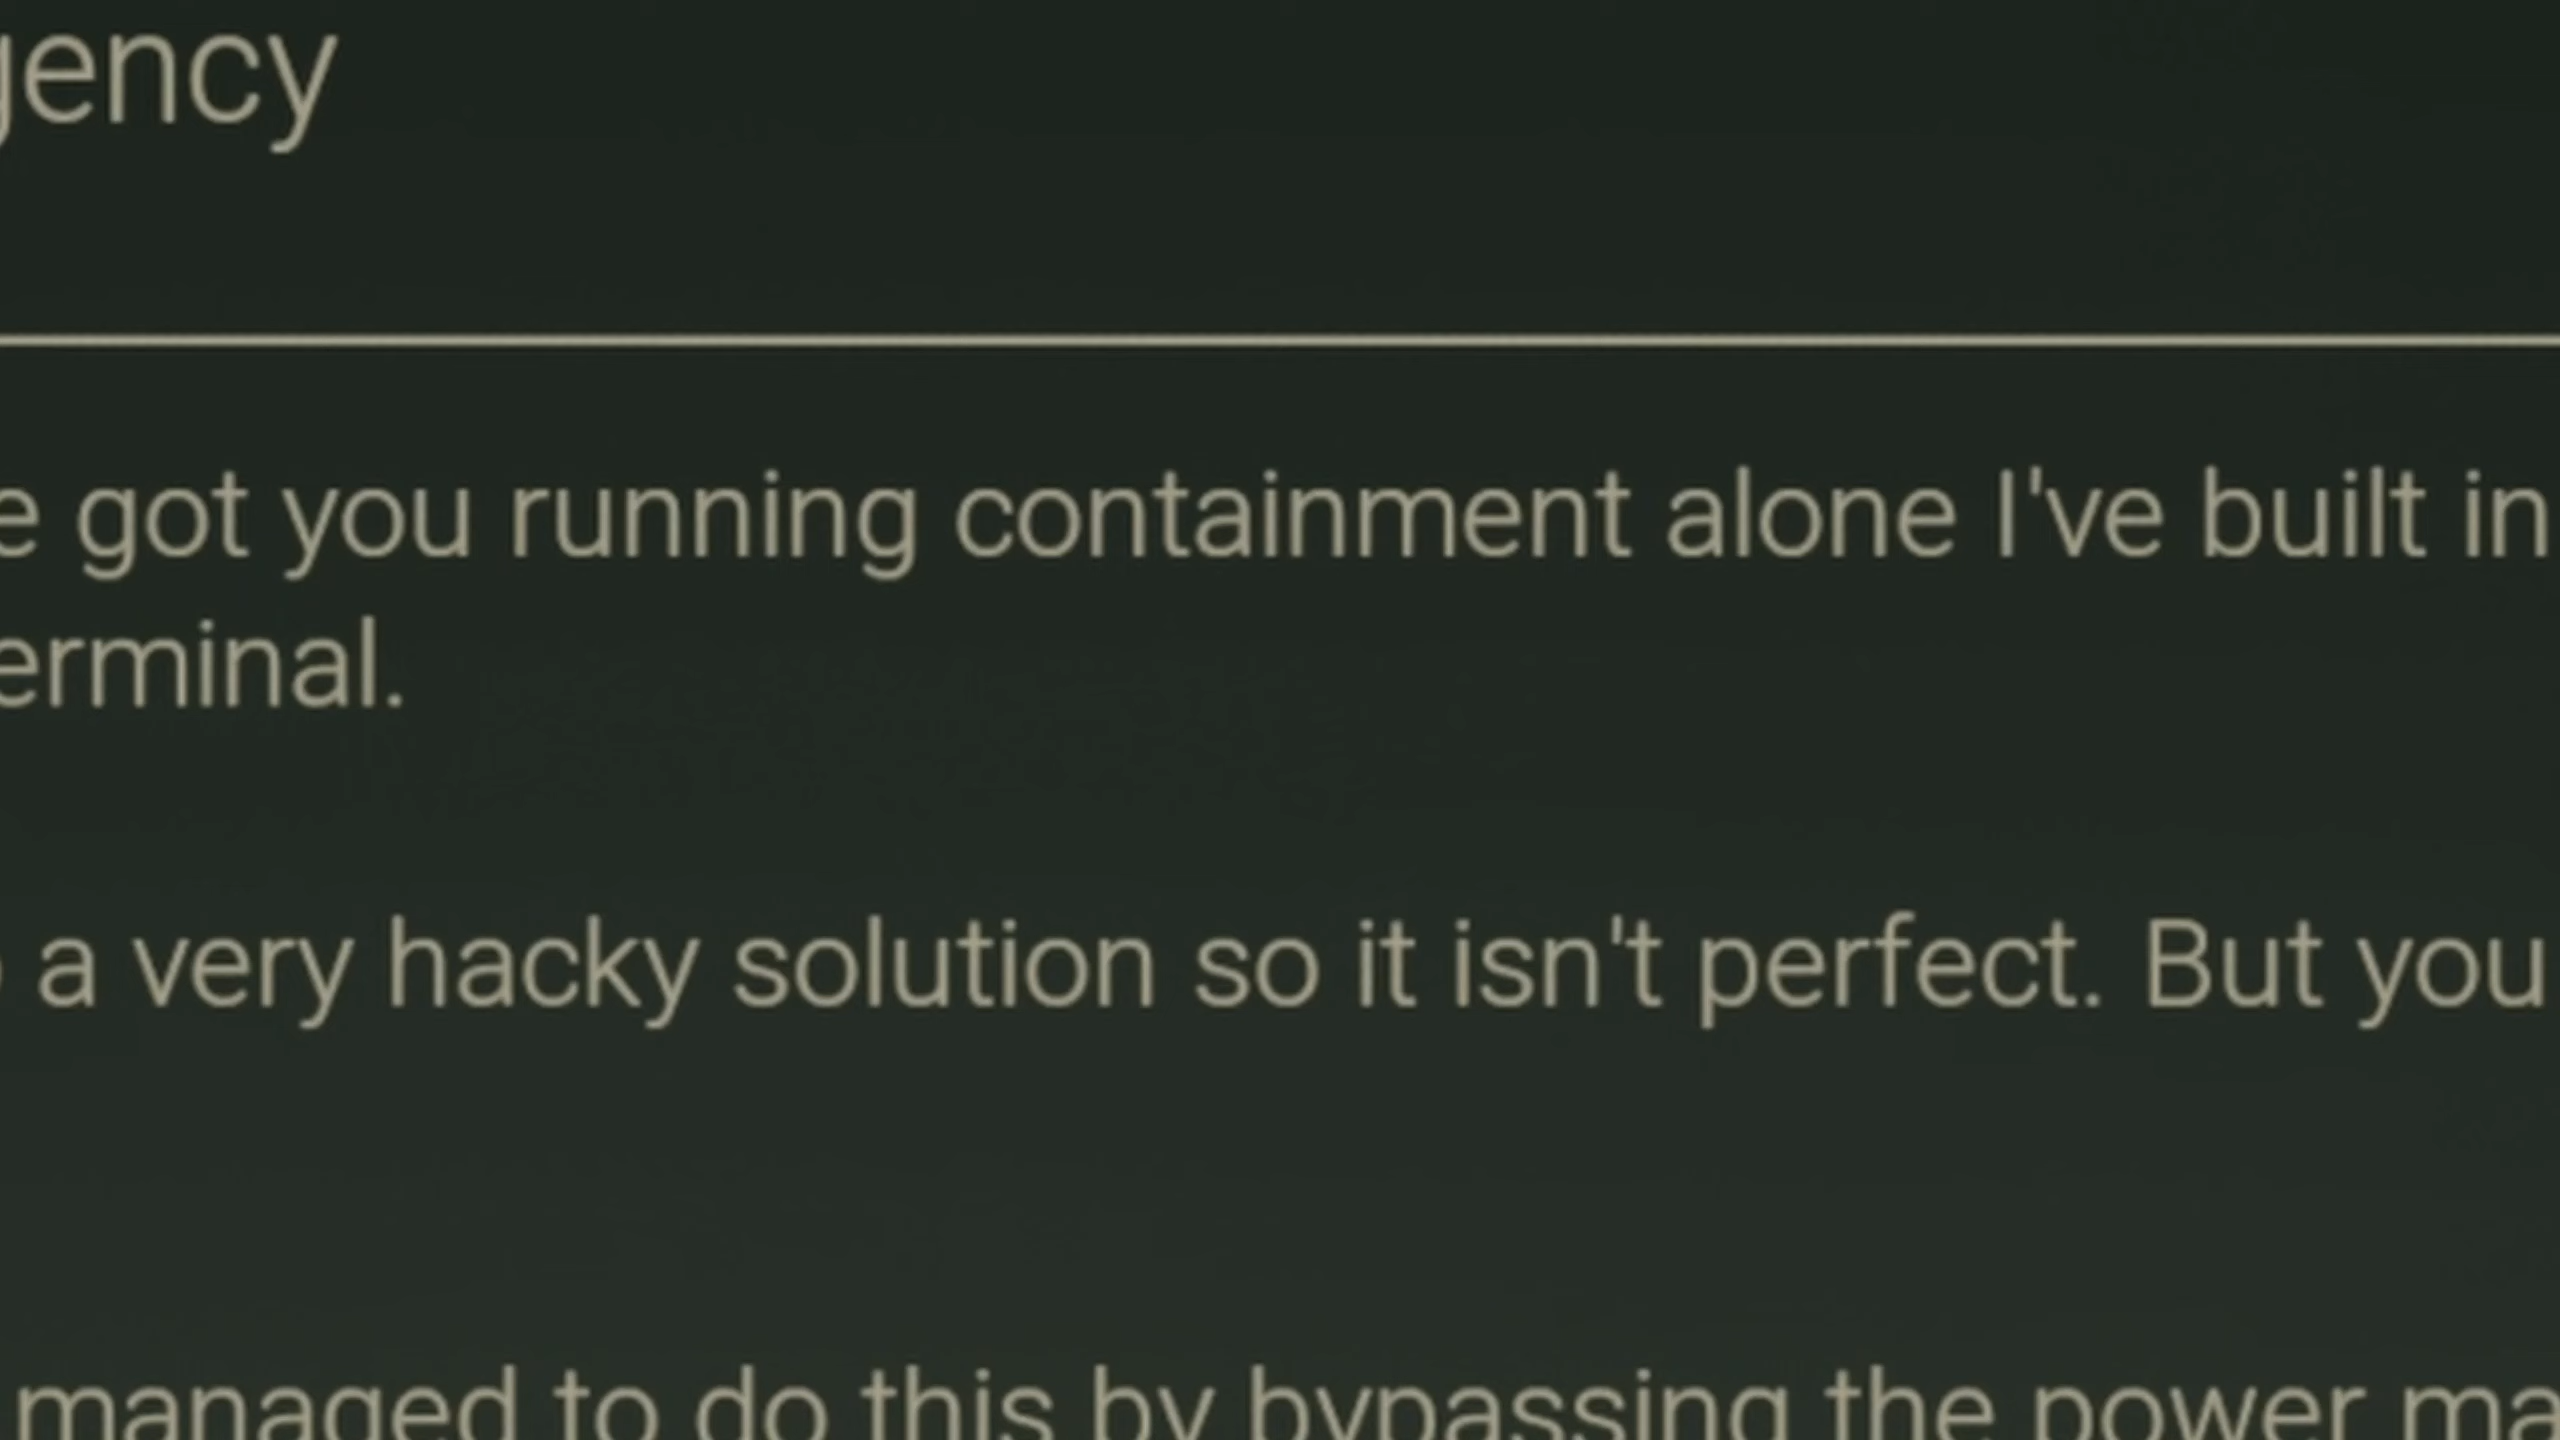 gency
e got you running containment alone I've built in
erminal.
a very hacky solution so it isn't perfect. But you
managed to do this by bypassing the power ma